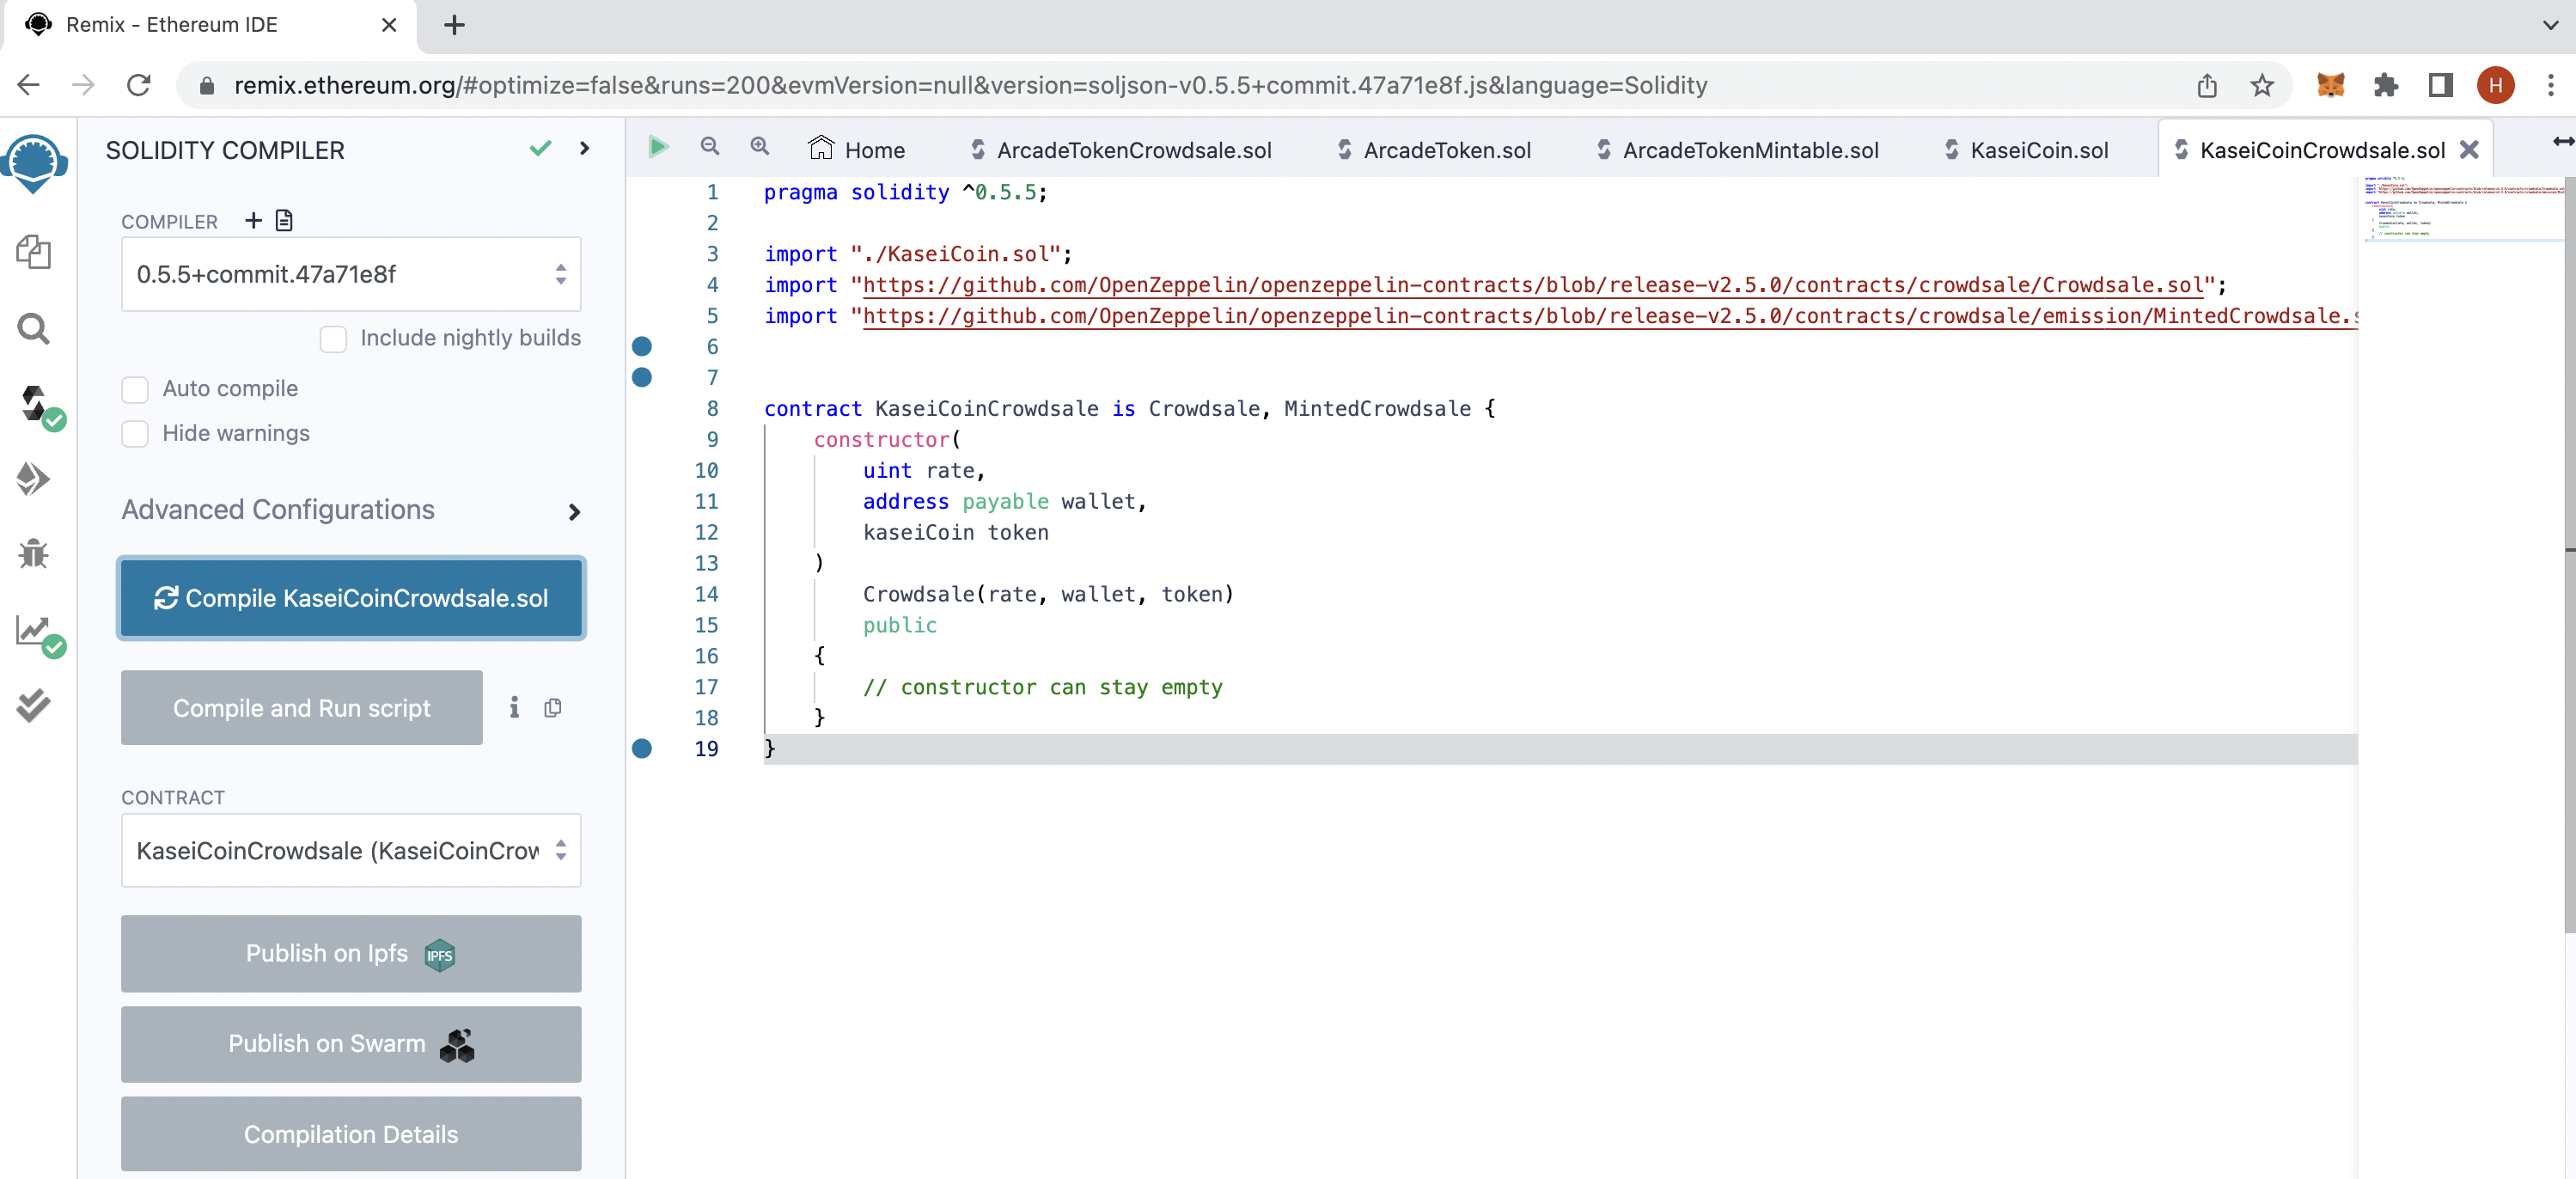 Remix - Ethereum IDE
remix.ethereum.org/#optimize=false&runs=200&evmVersion=null&version=soljson-v0.5.5+commit.47a71e8f.js&language=Solidity
H
SOLIDITY COMPILER
COMPILER
0.5.5+commit.47a71e8f
Include nightly builds
Auto compile
Hide warnings
Advanced Configurations
Compile KaseiCoinCrowdsale.sol
Compile and Run script
CONTRACT
KaseiCoinCrowdsale (KaseiCoinCrow
Publish on Ipfs IPFS
Publish on Swarm
Compilation Details
Home ArcadeTokenCrowdsale.sol ArcadeToken.sol ArcadeTokenMintable.sol KaseiCoin.sol KaseiCoinCrowdsale.sol
1 pragma solidity ^0.5.5;
2
3 import "./KaseiCoin.sol";
4 import "https://github.com/OpenZeppelin/openzeppelin-contracts/blob/release-v2.5.0/contracts/crowdsale/Crowdsale.sol";
5 import "https://github.com/OpenZeppelin/openzeppelin-contracts/blob/release-v2.5.0/contracts/crowdsale/emission/MintedCrowdsale.s
6
7
8 contract KaseiCoinCrowdsale is Crowdsale, MintedCrowdsale {
9 constructor(
10 uint rate,
11 address payable wallet,
12 kaseiCoin token
13 )
14 Crowdsale(rate, wallet, token)
15 public
16 {
17 // constructor can stay empty
18 }
19 }